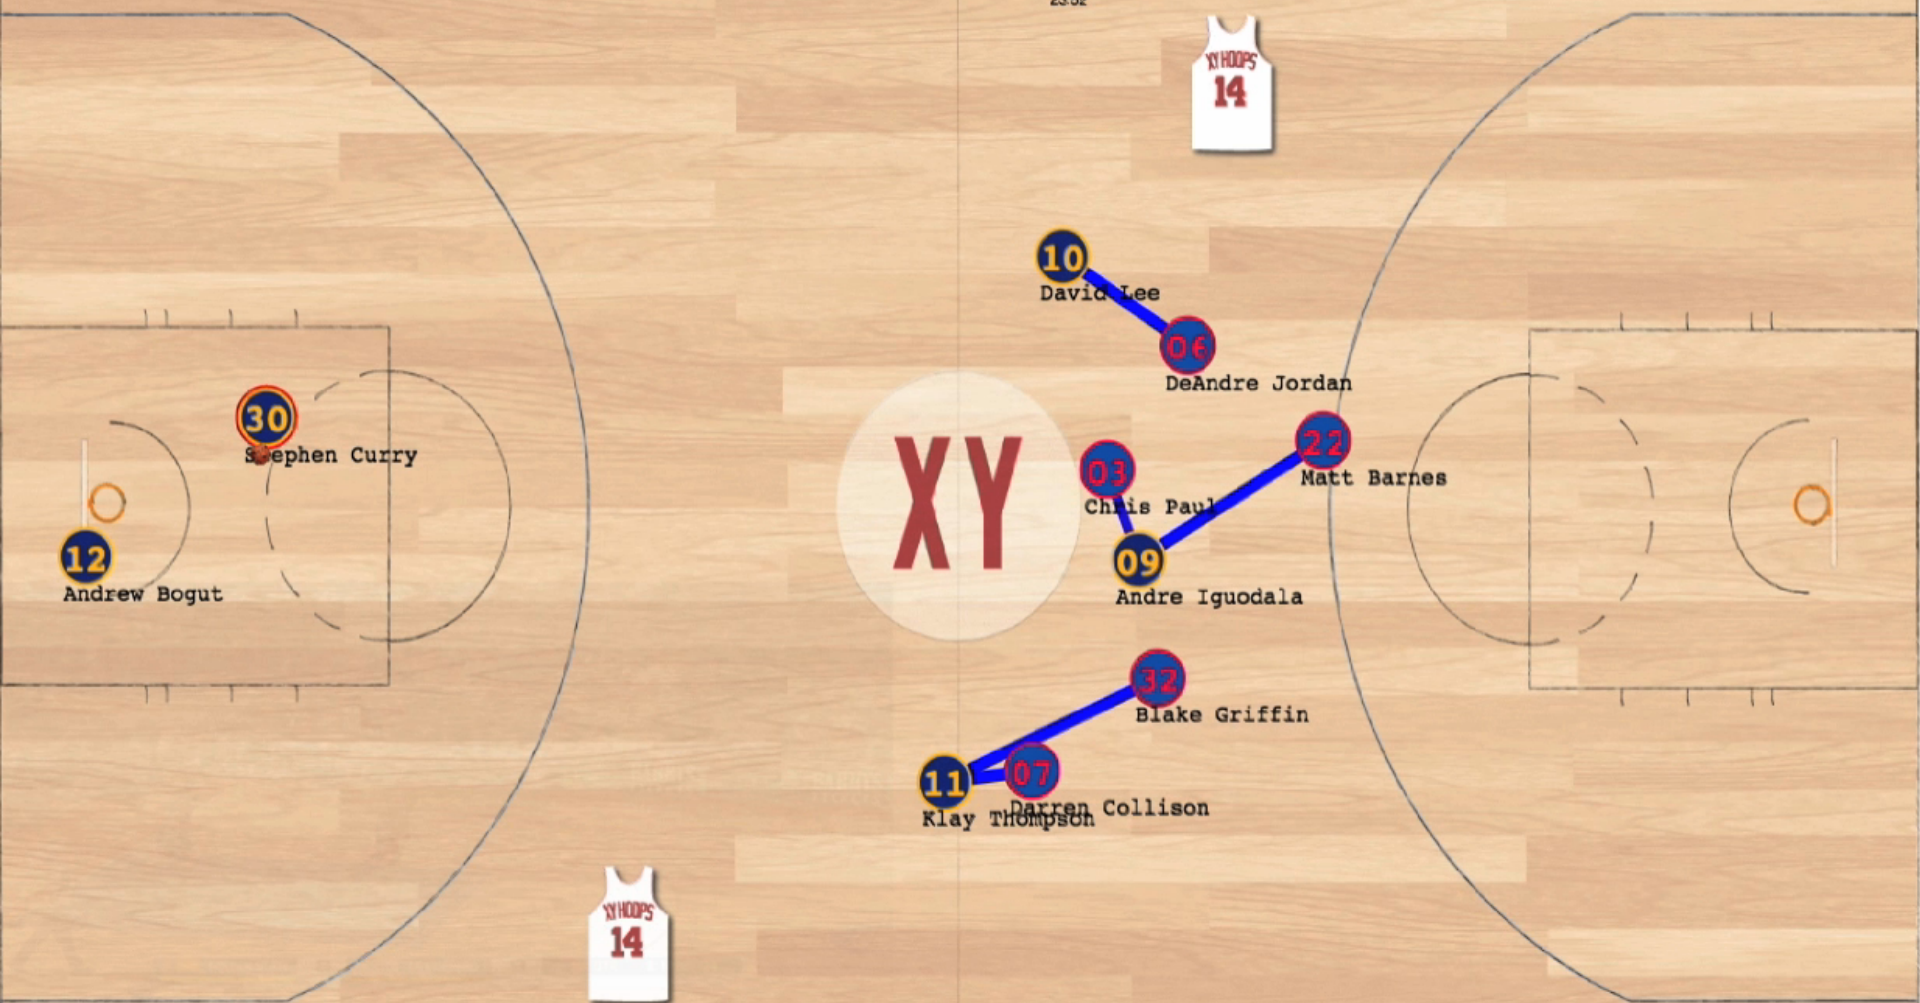 XY HOOPS
14
10
David Lee
06
DeAndre Jordan
30
Stephen Curry
22
Matt Barnes
03
Chris Paul
XY
12
Andrew Bogut
09
Andre Iguodala
32
Blake Griffin
11
Klay Thompson
07
Darren Collison
XY HOOPS
14